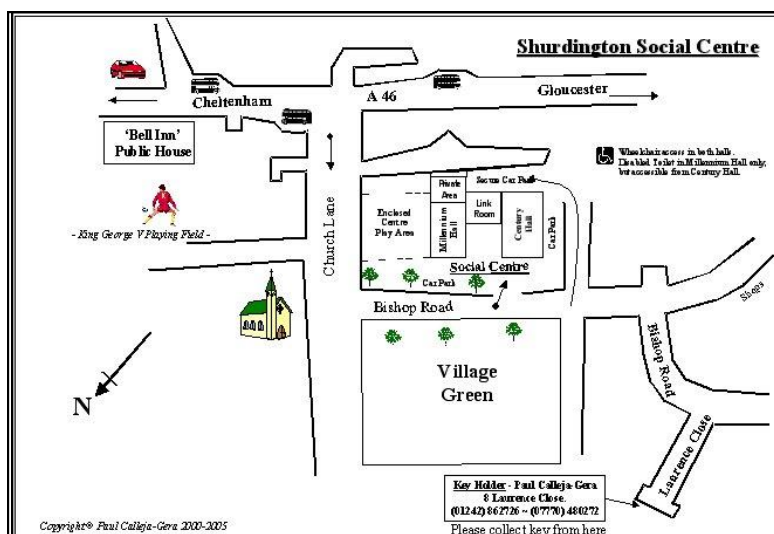 Shurdington Social Centre
Cheltenham
A 46
Gloucester
'Bell Inn'
Public House
Wheelchair access in both halls.
Disabled Toilet in Millennium Hall only,
but accessible from Century Hall.
Private
Area
Secure Car Park
Link
Room
Enclosed
Centre
Play Area
Millennium
Hall
Century
Hall
Car Park
Church Lane
- King George V Playing Field -
Social Centre
Car Park
Bishop Road
Shops
Bishop Road
Village
Green
N
Laurence Close
Key Holder - Paul Calleja-Gera
8 Laurence Close.
(01242) 862726 ~ (07770) 480272
Please collect key from here
Copyright® Paul Calleja-Gera 2000-2005